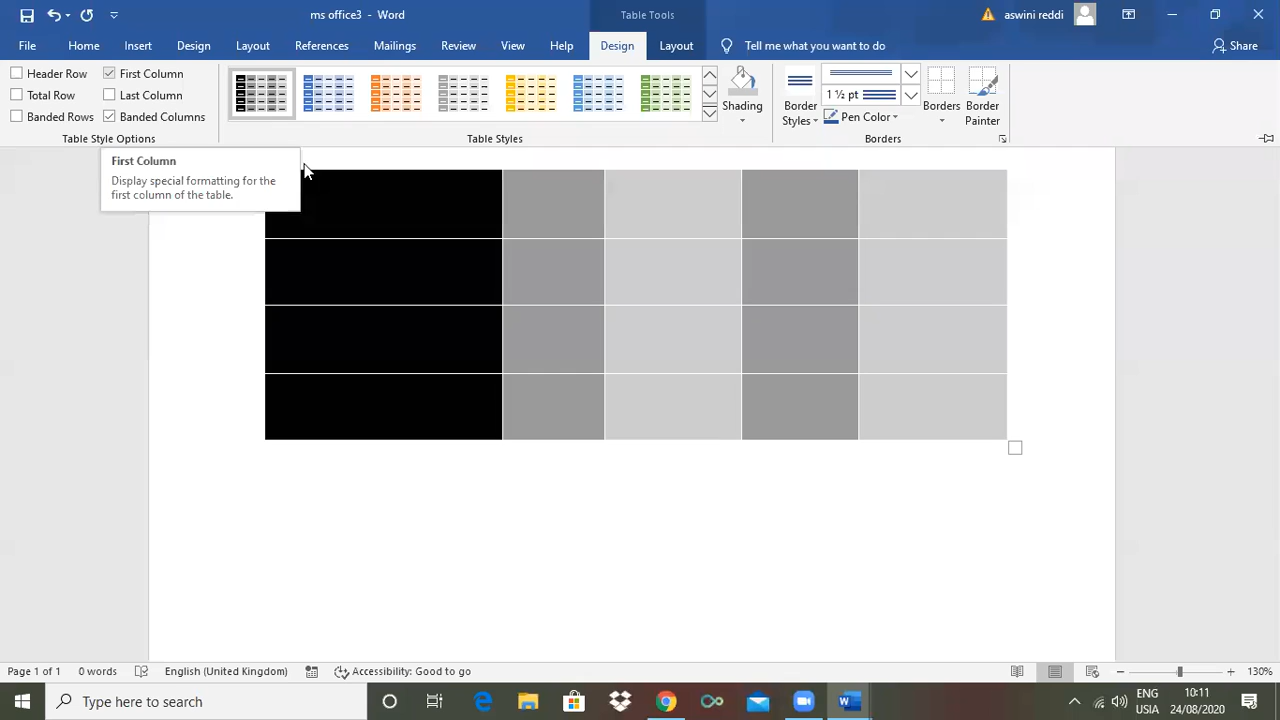 ms office3 - Word
Table Tools
aswini reddi
File Home Insert Design Layout References Mailings Review View Help Design Layout Tell me what you want to do Share
Header Row First Column
Total Row Last Column
Banded Rows Banded Columns
Table Style Options
Table Styles
Shading
Border Styles
1 ½ pt
Pen Color
Borders
Border Painter
Borders
First Column
Display special formatting for the
first column of the table.
Page 1 of 1 0 words English (United Kingdom) Accessibility: Good to go 130%
Type here to search
ENG
USIA
10:11
24/08/2020